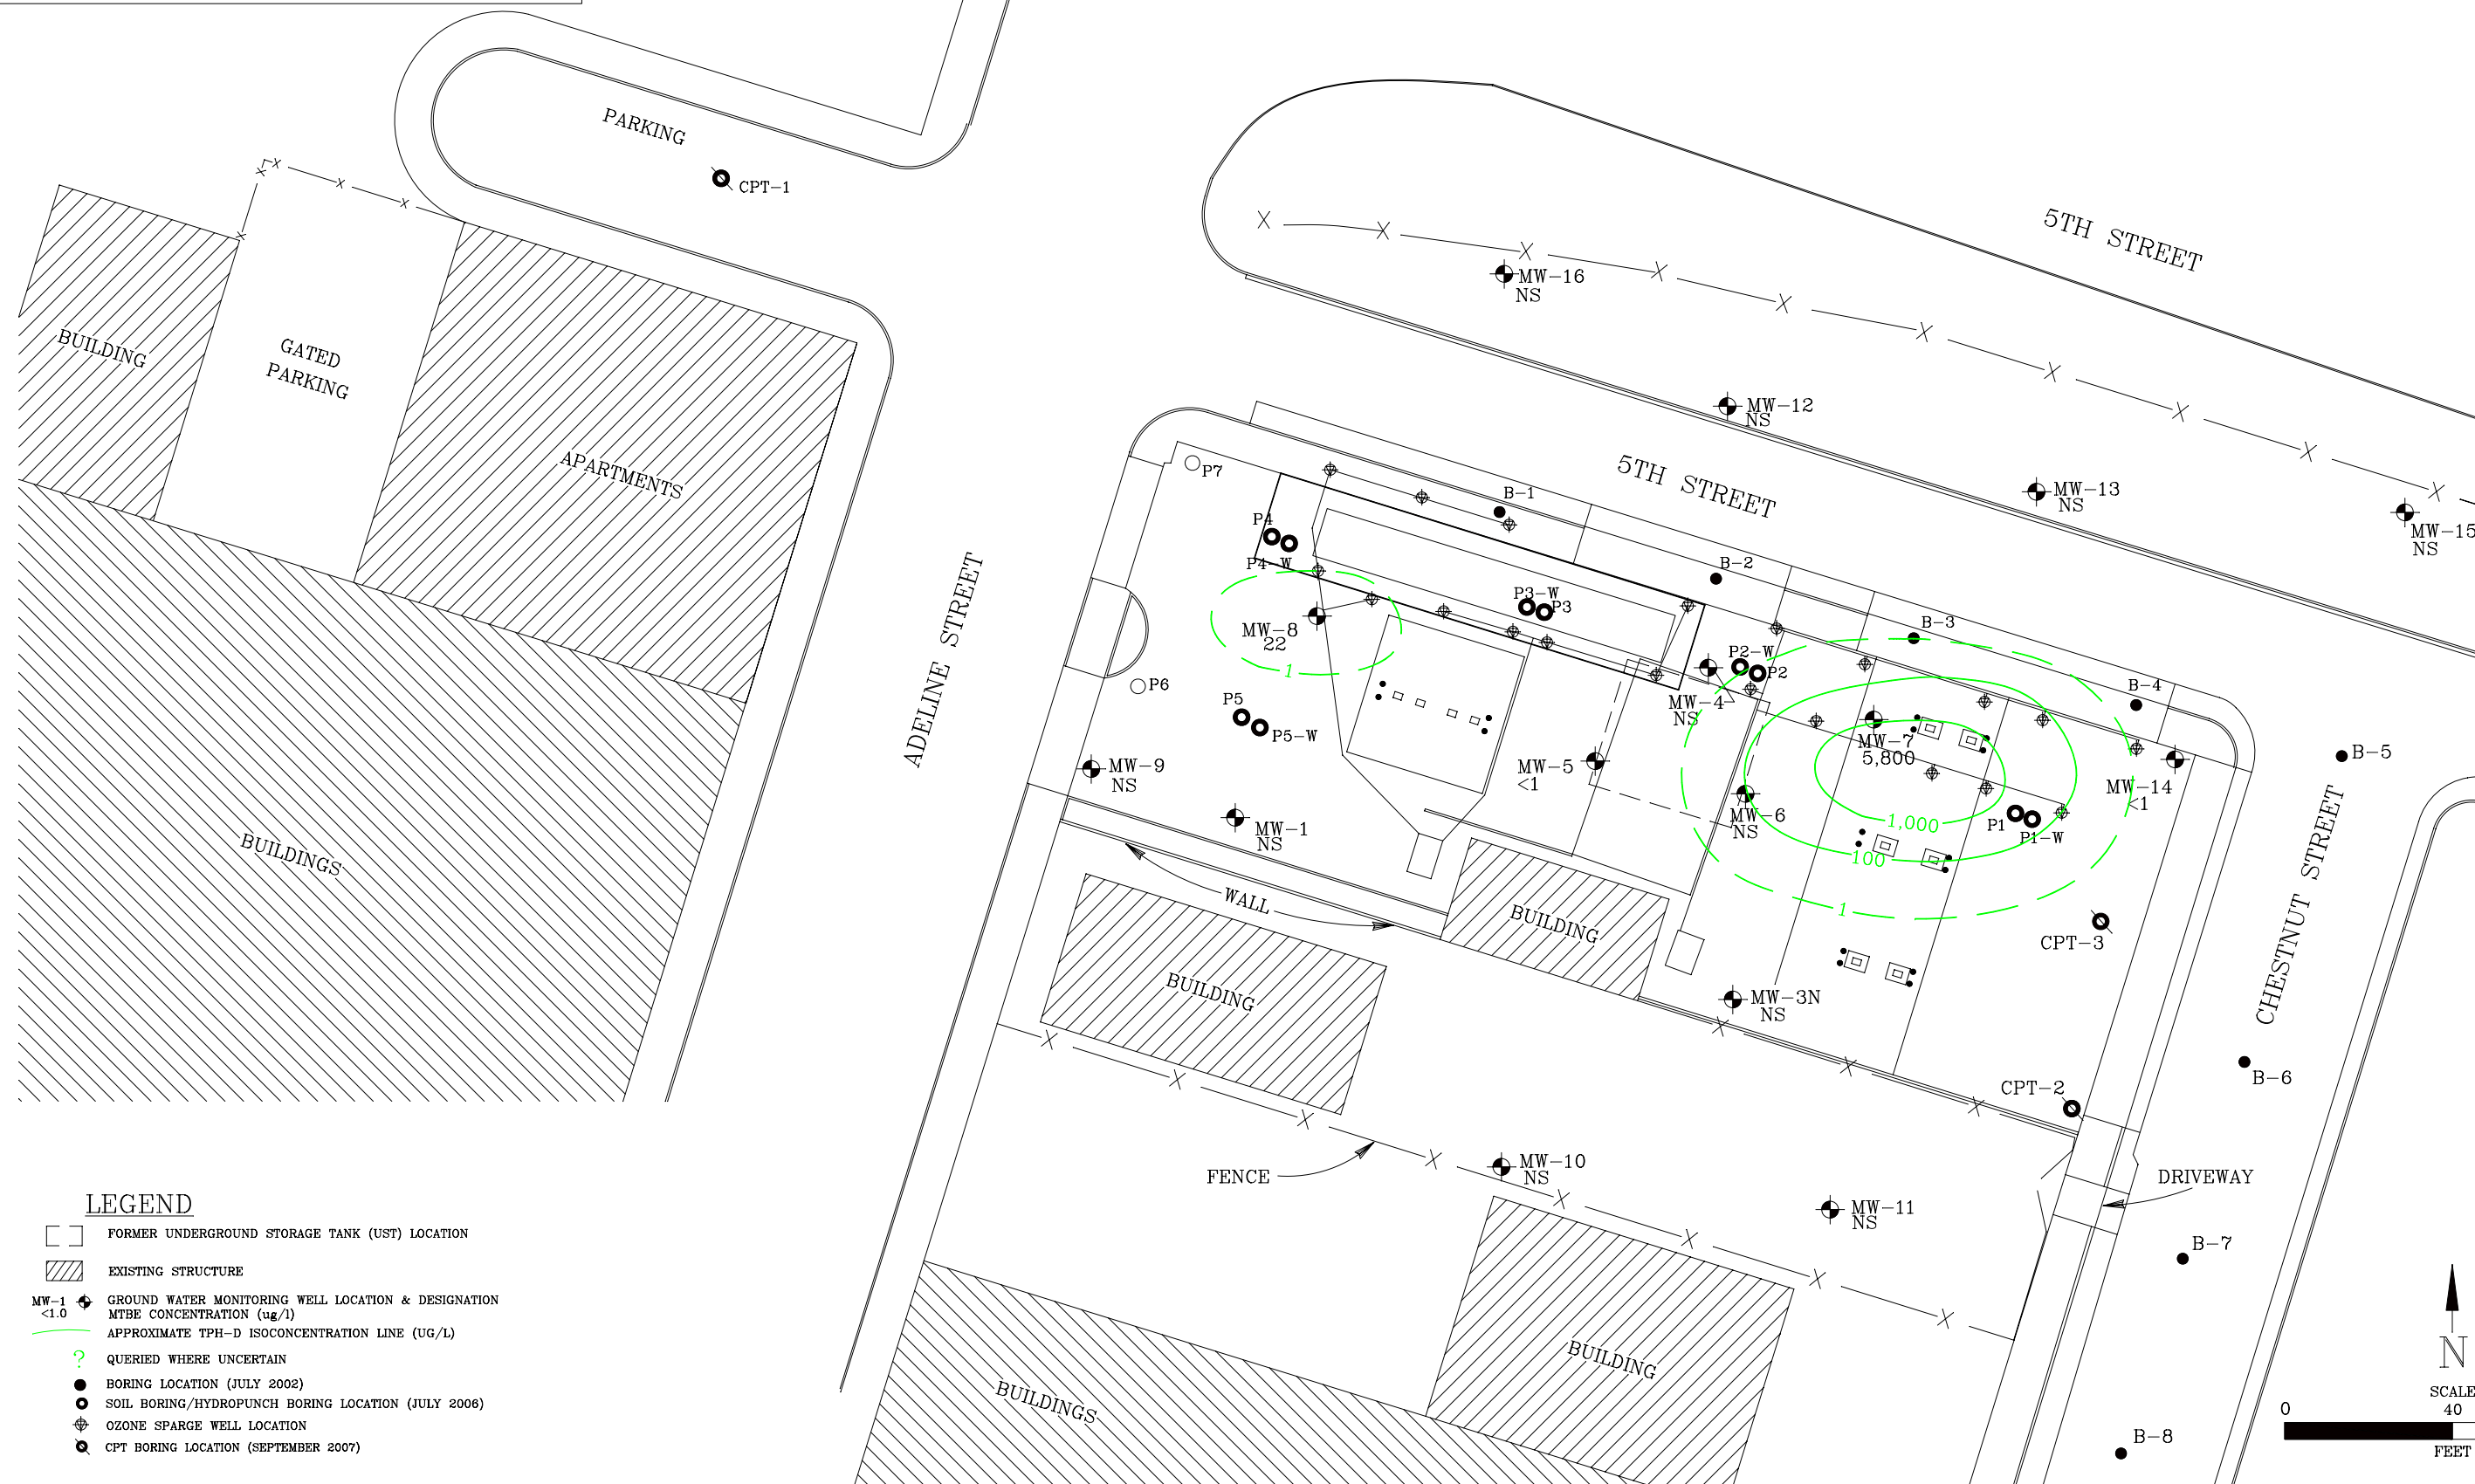 PARKING
CPT-1
5TH STREET
MW-16
NS
BUILDING
GATED
PARKING
APARTMENTS
MW-12
NS
P7
5TH STREET
MW-13
NS
MW-15
NS
B-1
P4
P4-W
B-2
P3-W
P3
B-3
MW-8
22
1
P2-W
P2
MW-4
NS
B-4
P6
P5
P5-W
ADELINE STREET
MW-7
5,800
B-5
MW-9
NS
MW-5
<1
MW-14
<1
MW-6
NS
MW-1
NS
1,000
P1
P1-W
100
BUILDINGS
WALL
BUILDING
1
CPT-3
CHESTNUT STREET
BUILDING
MW-3N
NS
CPT-2
B-6
FENCE
MW-10
NS
DRIVEWAY
MW-11
NS
B-7
BUILDING
BUILDINGS
B-8
LEGEND
FORMER UNDERGROUND STORAGE TANK (UST) LOCATION
EXISTING STRUCTURE
MW-1
<1.0
GROUND WATER MONITORING WELL LOCATION & DESIGNATION
MTBE CONCENTRATION (ug/l)
APPROXIMATE TPH-D ISOCONCENTRATION LINE (UG/L)
? QUERIED WHERE UNCERTAIN
BORING LOCATION (JULY 2002)
SOIL BORING/HYDROPUNCH BORING LOCATION (JULY 2006)
OZONE SPARGE WELL LOCATION
CPT BORING LOCATION (SEPTEMBER 2007)
N
SCALE
0 40
FEET